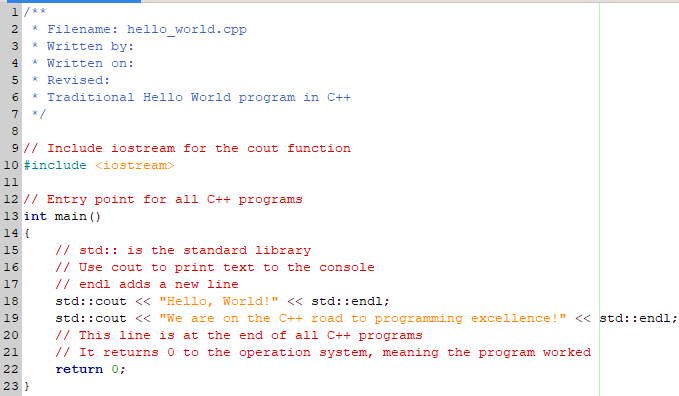 1 /**
2  * Filename: hello_world.cpp
3  * Written by:
4  * Written on:
5  * Revised:
6  * Traditional Hello World program in C++
7  */
8
9 // Include iostream for the cout function
10 #include <iostream>
11
12 // Entry point for all C++ programs
13 int main()
14 {
15     // std:: is the standard library
16     // Use cout to print text to the console
17     // endl adds a new line
18     std::cout << "Hello, World!" << std::endl;
19     std::cout << "We are on the C++ road to programming excellence!" << std::endl;
20     // This line is at the end of all C++ programs
21     // It returns 0 to the operation system, meaning the program worked
22     return 0;
23 }